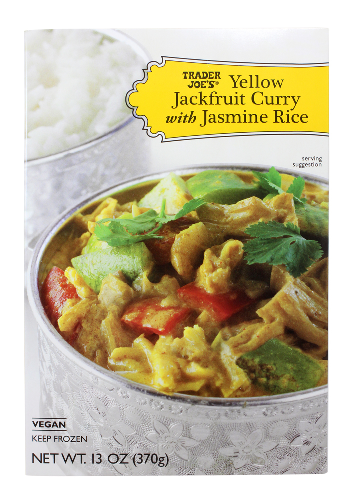 TRADER JOE'S® Yellow
Jackfruit Curry
with Jasmine Rice
serving
suggestion
VEGAN
KEEP FROZEN
NET WT. 13 OZ (370g)